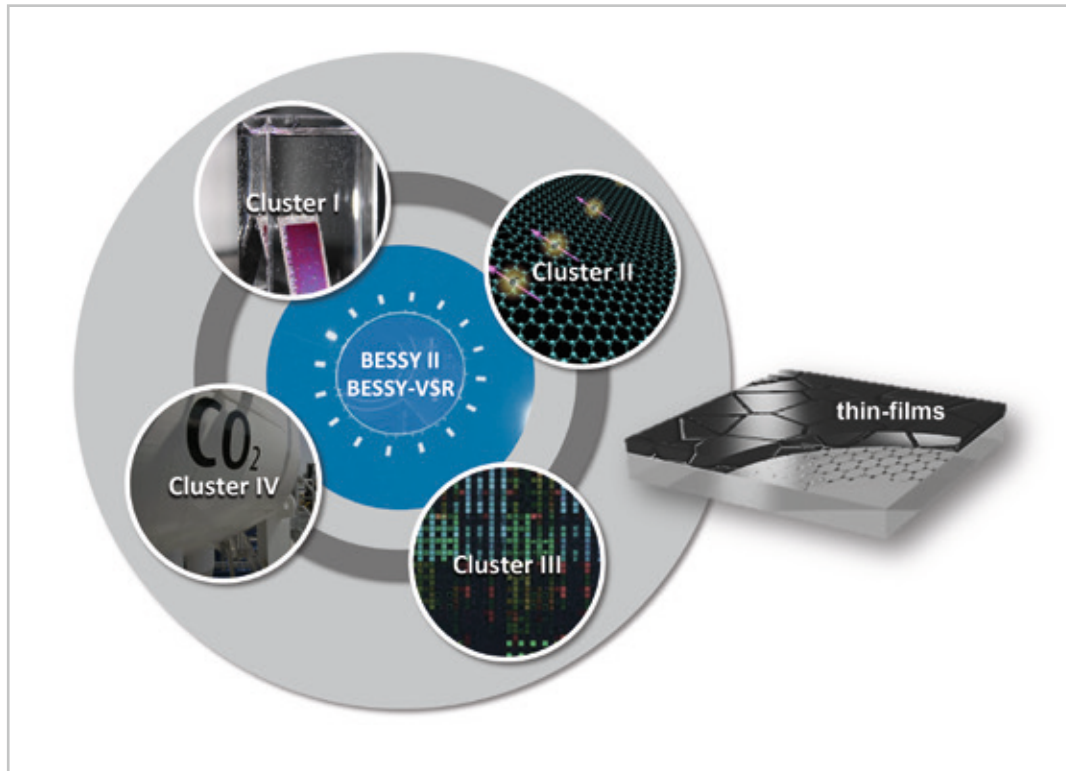 Cluster I
Cluster II
BESSY II
BESSY-VSR
thin-films
CO₂
Cluster IV
Cluster III